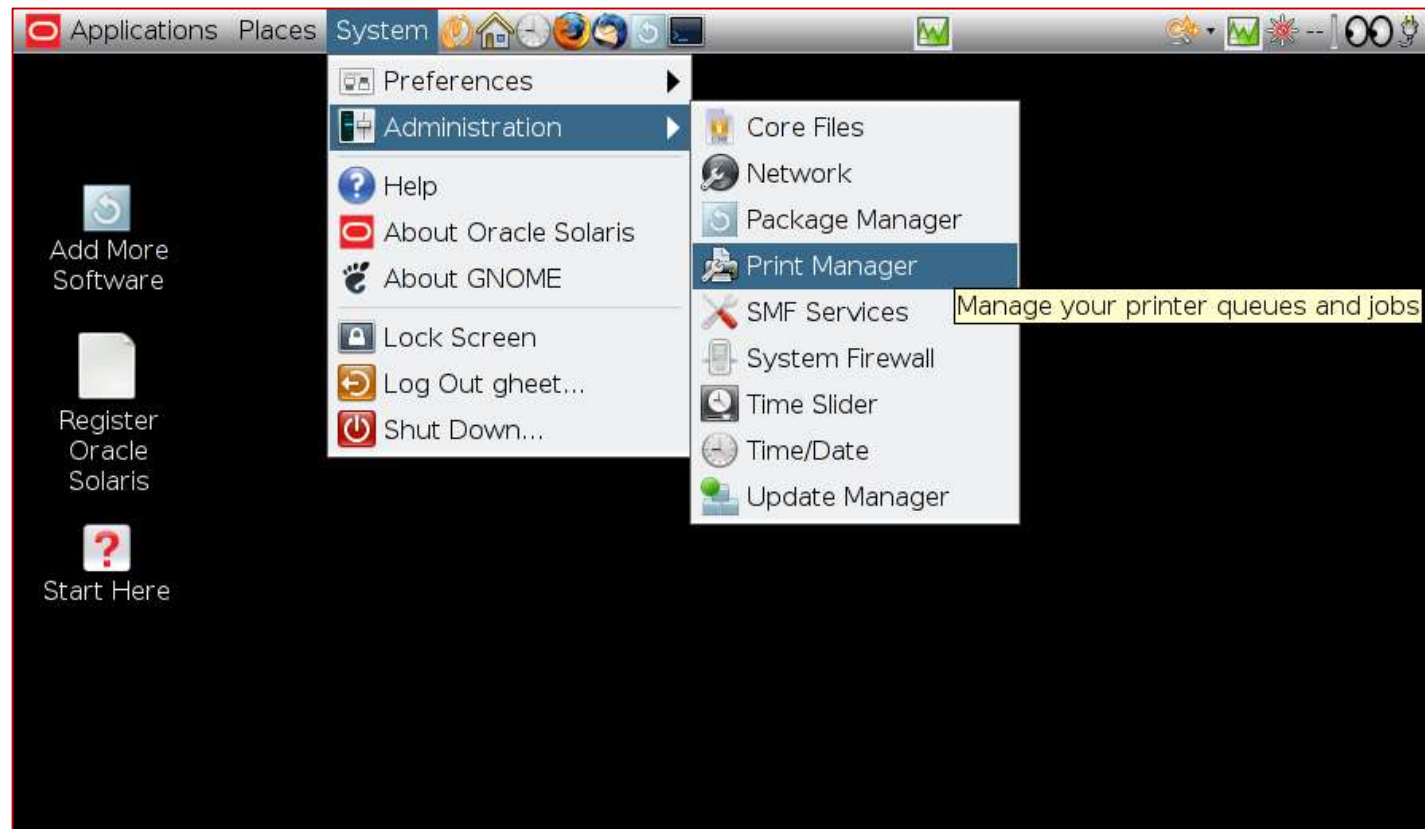 Applications Places System
Preferences
Administration
Help
About Oracle Solaris
About GNOME
Lock Screen
Log Out gheet...
Shut Down...
Core Files
Network
Package Manager
Print Manager
SMF Services
System Firewall
Time Slider
Time/Date
Update Manager
Manage your printer queues and jobs
Add More
Software
Register
Oracle
Solaris
Start Here
--